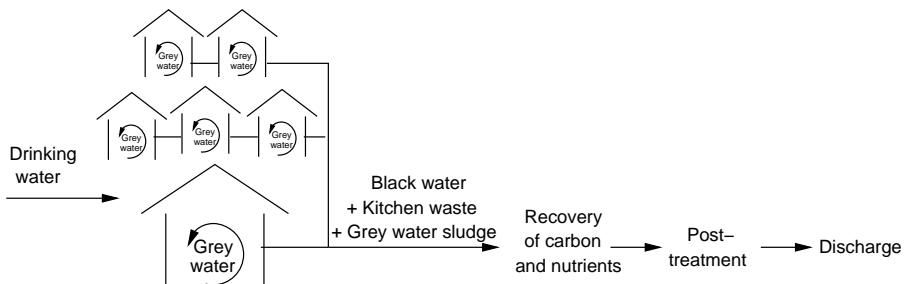 Grey
water
Grey
water
Grey
water
Grey
water
Grey
water
Drinking
water
Grey
water
Black water
+ Kitchen waste
+ Grey water sludge
Recovery
of carbon
and nutrients
Post–
treatment
Discharge